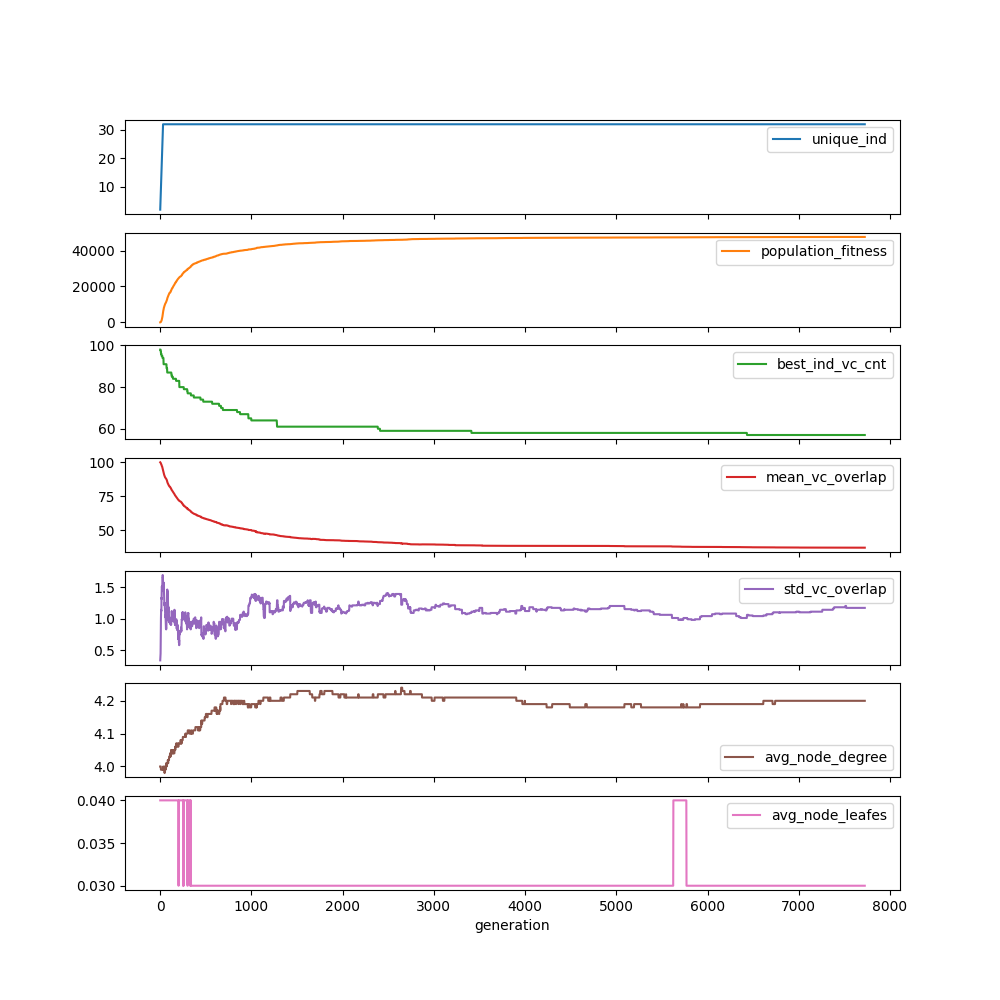 30
20
10
unique_ind
40000
20000
0
population_fitness
100
80
60
best_ind_vc_cnt
100
75
50
mean_vc_overlap
1.5
1.0
0.5
std_vc_overlap
4.2
4.1
4.0
avg_node_degree
0.040
0.035
0.030
avg_node_leafes
0 1000 2000 3000 4000 5000 6000 7000 8000
generation